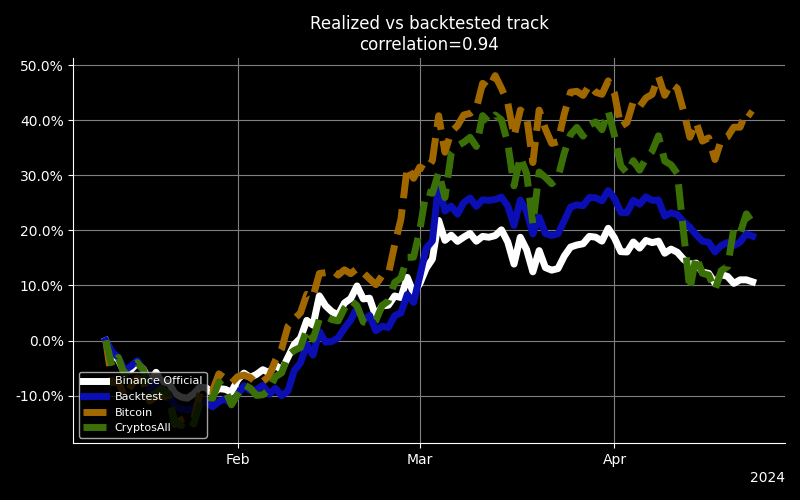 Realized vs backtested track
correlation=0.94
50.0%
40.0%
30.0%
20.0%
10.0%
0.0%
-10.0%
Binance Official
Backtest
Bitcoin
CryptosAll
Feb
Mar
Apr
2024